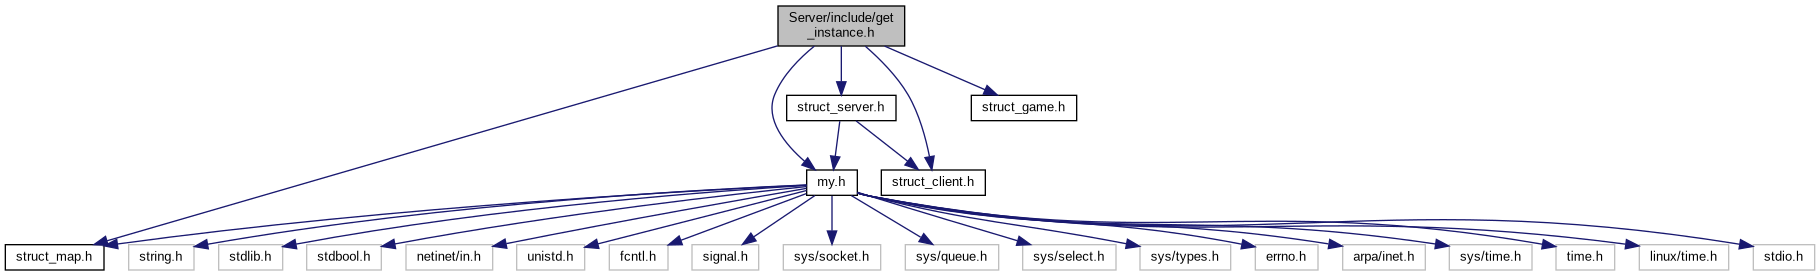 Server/include/get
_instance.h
struct_server.h
struct_game.h
my.h
struct_client.h
struct_map.h
string.h
stdlib.h
stdbool.h
netinet/in.h
unistd.h
fcntl.h
signal.h
sys/socket.h
sys/queue.h
sys/select.h
sys/types.h
errno.h
arpa/inet.h
sys/time.h
time.h
linux/time.h
stdio.h